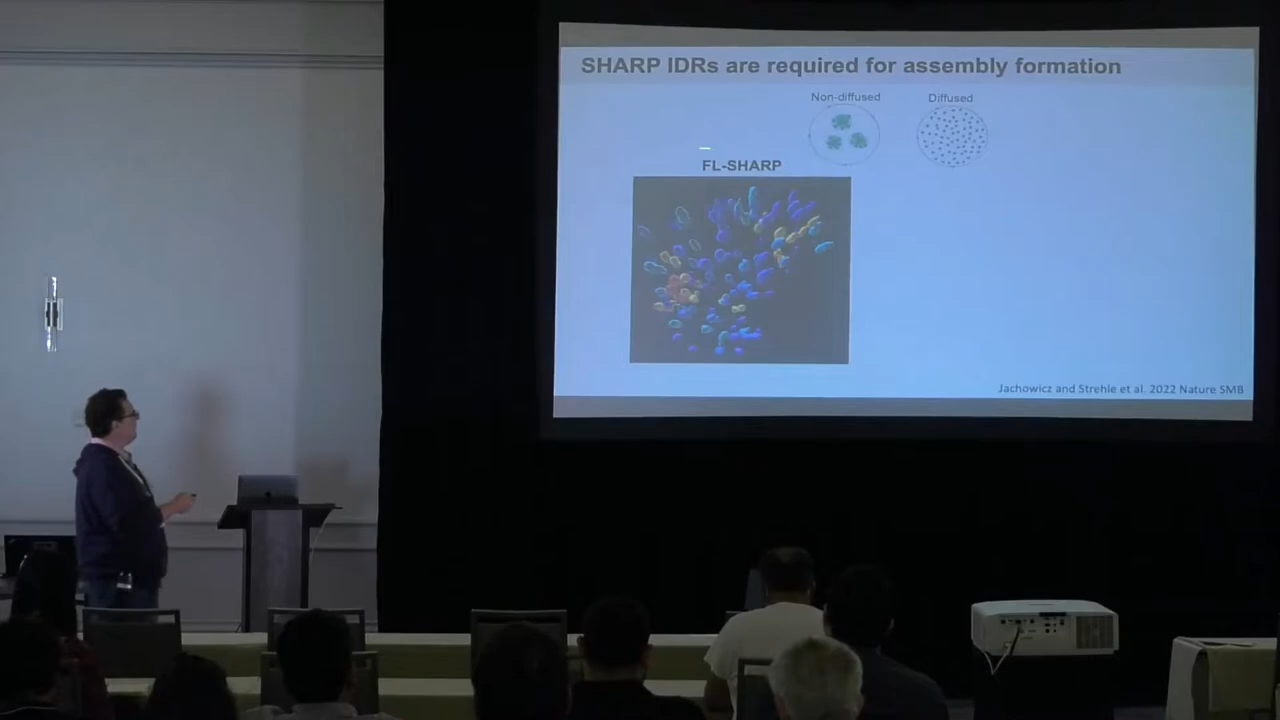 SHARP IDRs are required for assembly formation
Non-diffused
Diffused
FL-SHARP
Jachowicz and Strehle et al. 2022 Nature SMB